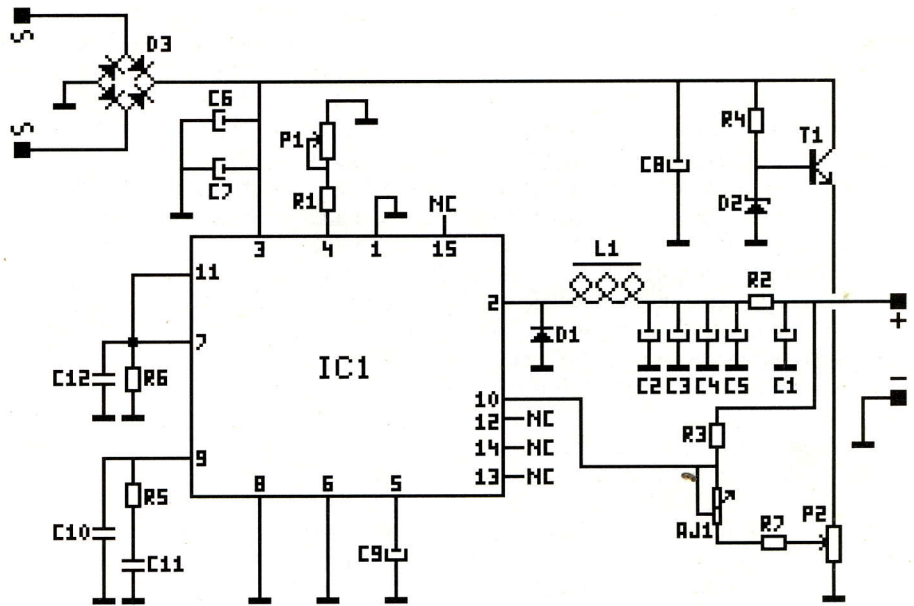 S
D3
S
C6
C7
P1
R1
NC
C8
R4
D2
T1
3
4
1
15
11
7
9
2
10
12
14
13
8
6
5
IC1
NC
NC
NC
L1
R2
D1
C2
C3
C4
C5
C1
+
−
C12
R6
R3
R5
C10
C11
C9
AJ1
R7
P2